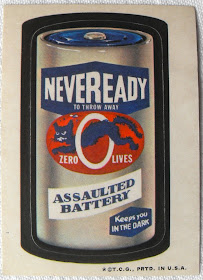 NEVEREADY
TO THROW AWAY
ZERO LIVES
ASSAULTED
BATTERY
Keeps you
IN THE DARK
©T.C.G., PRTD. IN U.S.A.